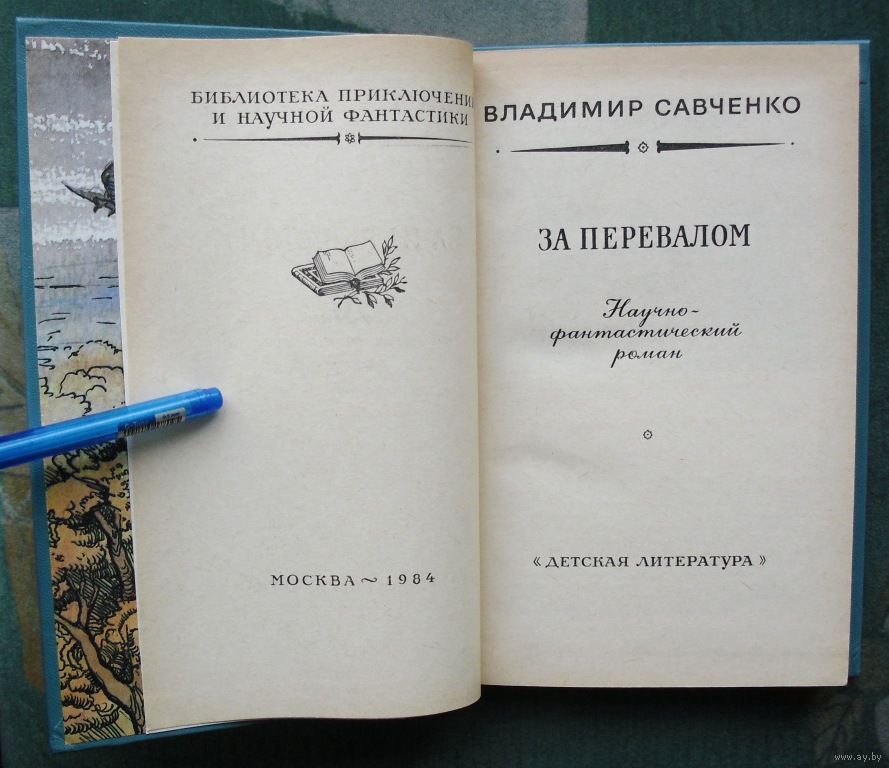 БИБЛИОТЕКА ПРИКЛЮЧЕНИ
И НАУЧНОЙ ФАНТАСТИКИ
МОСКВА ~ 1984
ВЛАДИМИР САВЧЕНКО
ЗА ПЕРЕВАЛОМ
Научно-
фантастический
роман
«ДЕТСКАЯ ЛИТЕРАТУРА»
www.ay.by